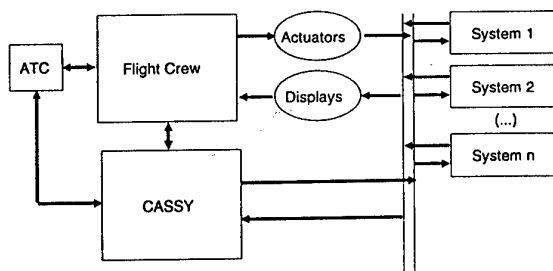 Actuators
System 1
ATC
Flight Crew
Displays
System 2
(...)
System n
CASSY